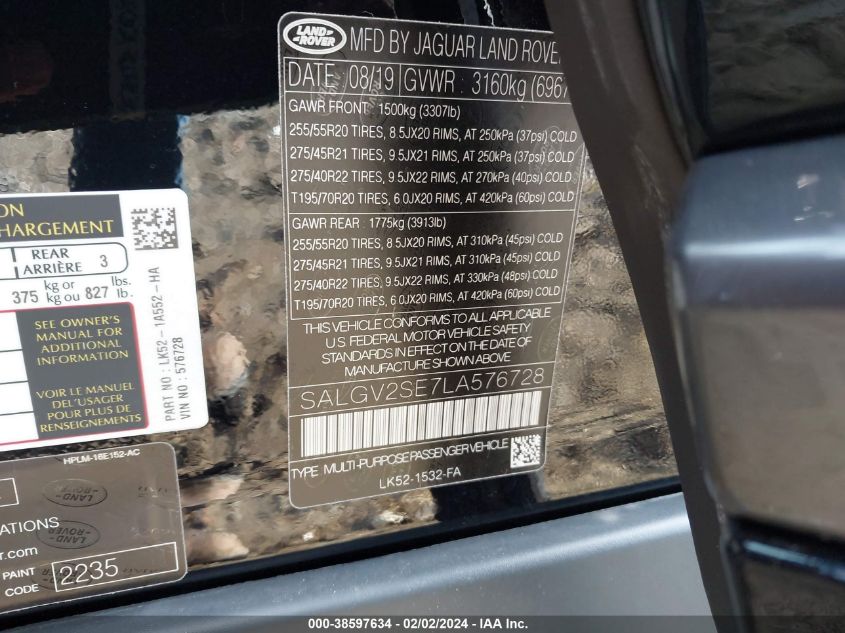 LAND
ROVER
MFD BY JAGUAR LAND ROVER
DATE 08/19 GVWR : 3160kg (6967
GAWR FRONT : 1500kg (3307lb)
255/55R20 TIRES, 8.5JX20 RIMS, AT 250kPa (37psi) COLD
275/45R21 TIRES, 9.5JX21 RIMS, AT 250kPa (37psi) COLD
275/40R22 TIRES, 9.5JX22 RIMS, AT 270kPa (40psi) COLD
T195/70R20 TIRES, 6.0JX20 RIMS, AT 420kPa (60psi) COLD
GAWR REAR : 1775kg (3913lb)
255/55R20 TIRES, 8.5JX20 RIMS, AT 310kPa (45psi) COLD
275/45R21 TIRES, 9.5JX21 RIMS, AT 310kPa (45psi) COLD
275/40R22 TIRES, 9.5JX22 RIMS, AT 330kPa (48psi) COLD
T195/70R20 TIRES, 6.0JX20 RIMS, AT 420kPa (60psi) COLD
THIS VEHICLE CONFORMS TO ALL APPLICABLE
U.S FEDERAL MOTOR VEHICLE SAFETY
STANDARDS IN EFFECT ON THE DATE OF
MANUFACTURE SHOWN ABOVE
SALGV2SE7LA576728
TYPE MULTI-PURPOSE PASSENGER VEHICLE
LK52-1532-FA
ION
CHARGEMENT
REAR
ARRIÈRE 3
375 kg or 827 lbs.
kg ou lb.
SEE OWNER'S
MANUAL FOR
ADDITIONAL
INFORMATION
VOIR LE MANUEL
DEL'USAGER
POUR PLUS DE
RENSEIGNEMENTS
PART NO : LK52-1A552-HA
VIN NO : 576728
HPLM-16E152-AC
LAND
ROVER
ATIONS
er.com
PAINT
CODE 2235
000-38597634 - 02/02/2024 - IAA Inc.